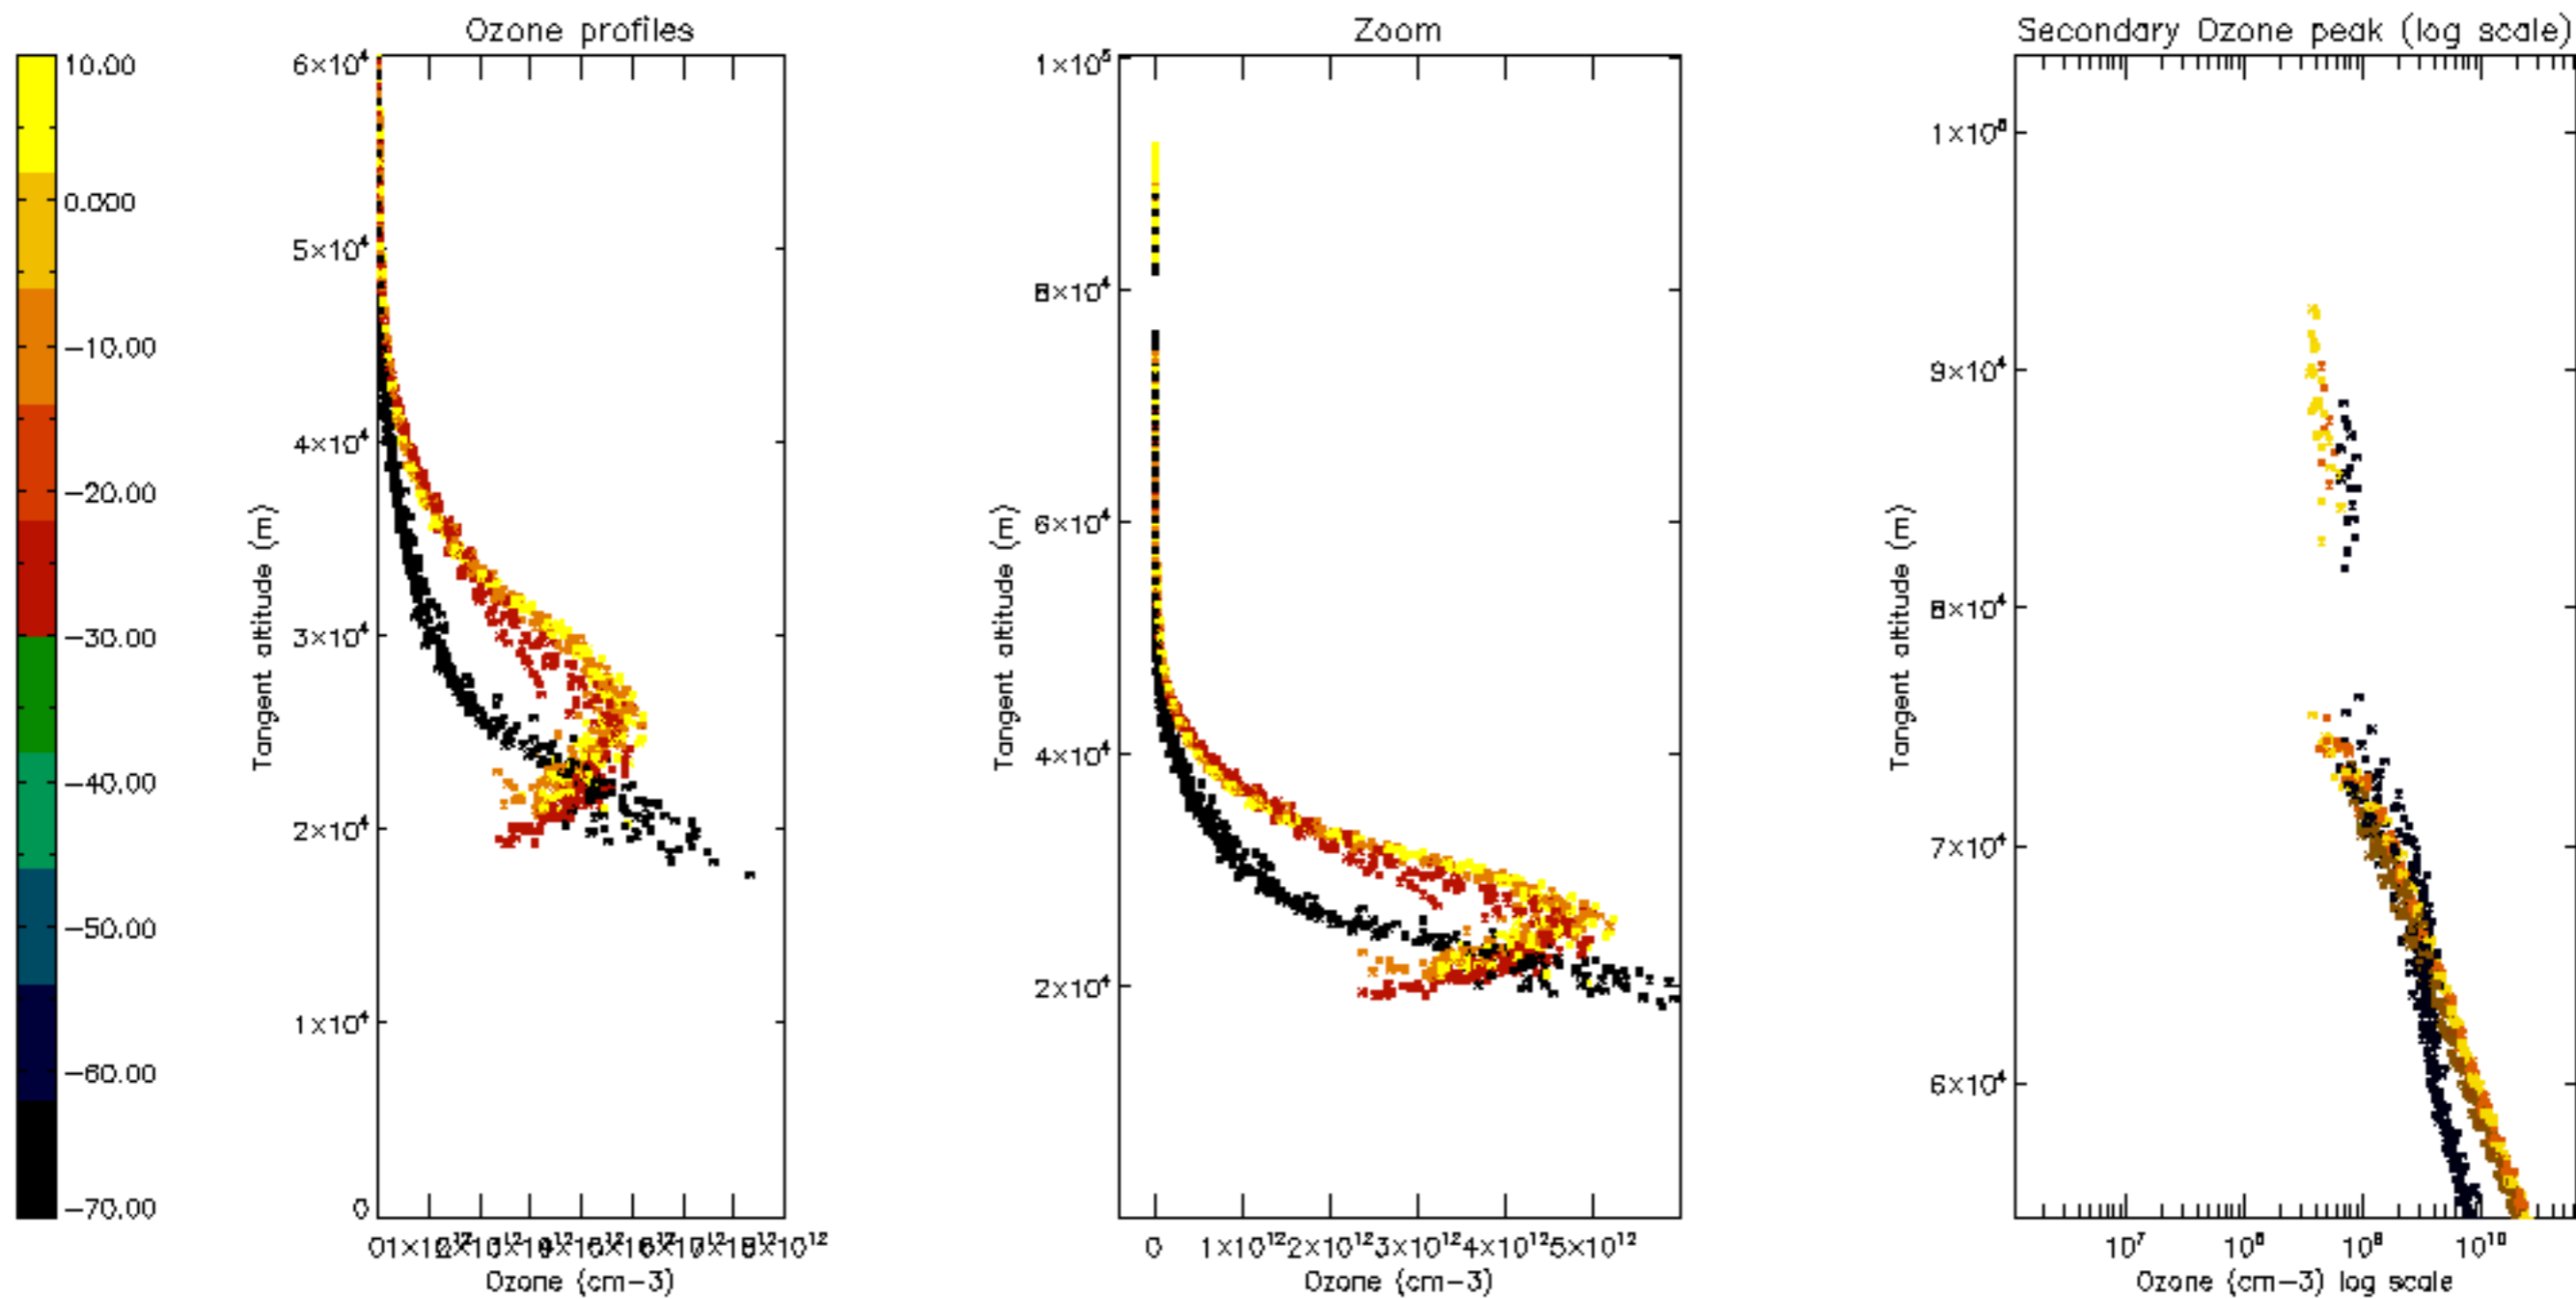 Ozone profiles
Zoom
Secondary Ozone peak (log scale)
10.00
0.000
−10.00
−20.00
−30.00
−40.00
−50.00
−60.00
−70.00
Tangent altitude (m)
6×10⁴
5×10⁴
4×10⁴
3×10⁴
2×10⁴
1×10⁴
0
Ozone (cm−3)
Tangent altitude (m)
1×10⁵
8×10⁴
6×10⁴
4×10⁴
2×10⁴
0 1×10¹² 2×10¹² 3×10¹² 4×10¹² 5×10¹²
Ozone (cm−3)
Tangent altitude (m)
9×10⁴
8×10⁴
7×10⁴
6×10⁴
10⁷ 10⁸ 10⁹ 10¹⁰
Ozone (cm−3) log scale